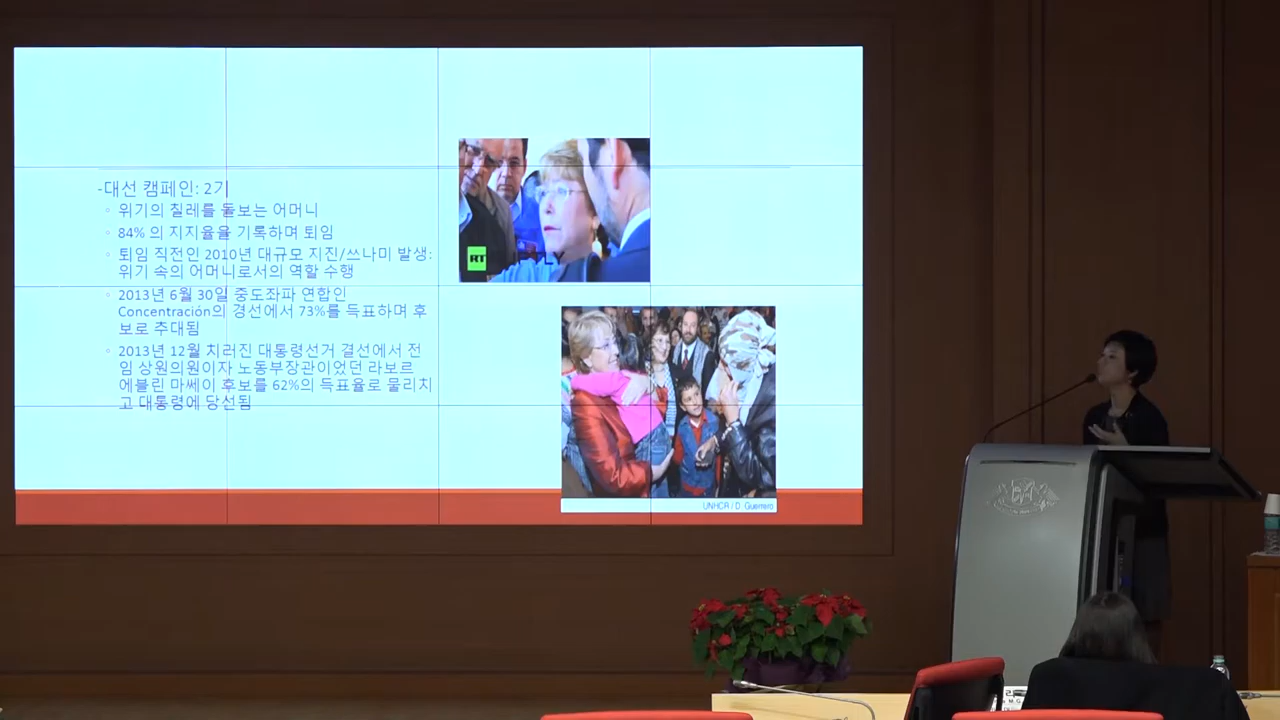 -대선 캠페인: 2기
◦ 위기의 칠레를 돌보는 어머니
◦ 84% 의 지지율을 기록하며 퇴임
◦ 퇴임 직전인 2010년 대규모 지진/쓰나미 발생:
위기 속의 어머니로서의 역할 수행
◦ 2013년 6월 30일 중도좌파 연합인
Concentración의 경선에서 73%를 득표하며 후
보로 추대됨
◦ 2013년 12월 치러진 대통령선거 결선에서 전
임 상원의원이자 노동부장관이었던 라보르
에블린 마세이 후보를 62%의 득표율로 물리치
고 대통령에 당선됨
RT
UNHCR / D. Guerrero